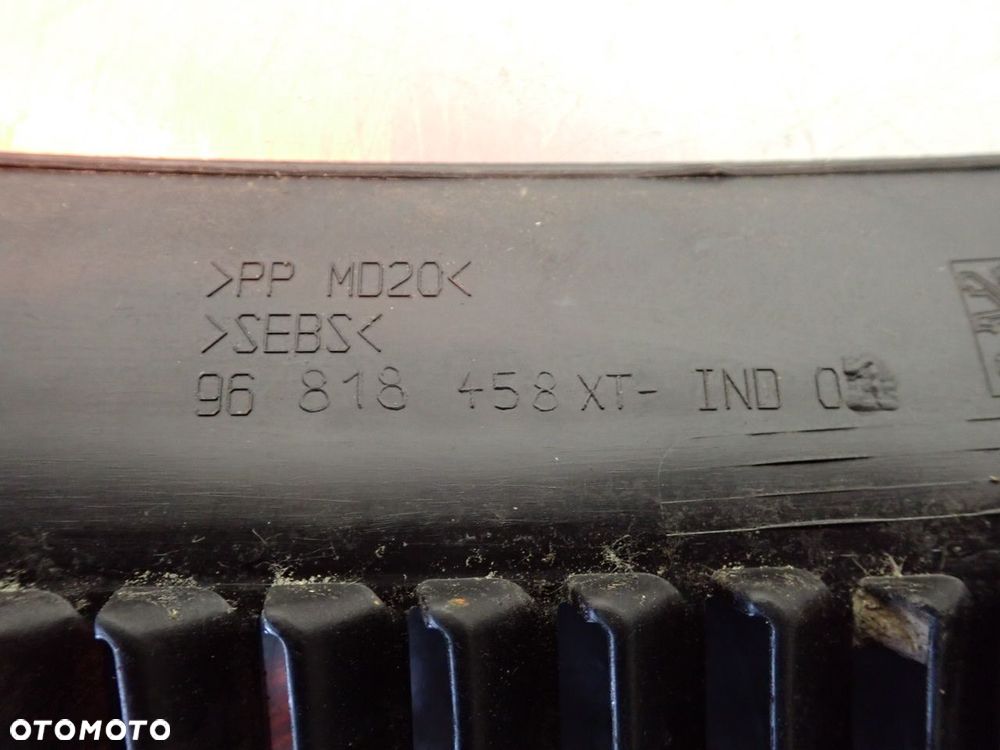 >PP MD20<
>SEBS<
96 818 458 XT- IND 0
OTOMOTO